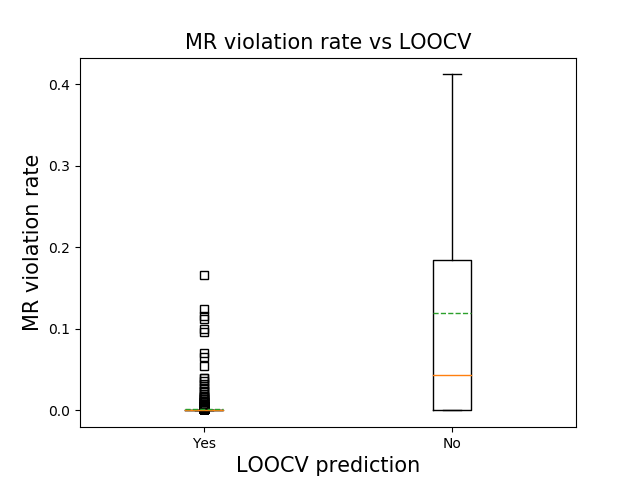 MR violation rate vs LOOCV
MR violation rate
0.4
0.3
0.2
0.1
0.0
Yes
No
LOOCV prediction